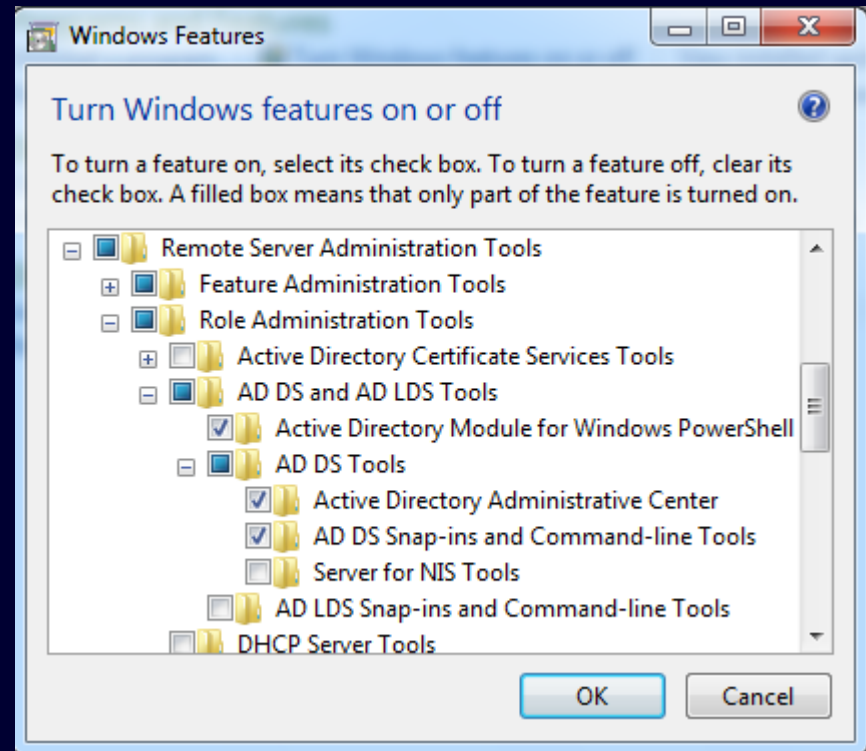 Windows Features
Turn Windows features on or off
To turn a feature on, select its check box. To turn a feature off, clear its
check box. A filled box means that only part of the feature is turned on.
Remote Server Administration Tools
Feature Administration Tools
Role Administration Tools
Active Directory Certificate Services Tools
AD DS and AD LDS Tools
Active Directory Module for Windows PowerShell
AD DS Tools
Active Directory Administrative Center
AD DS Snap-ins and Command-line Tools
Server for NIS Tools
AD LDS Snap-ins and Command-line Tools
DHCP Server Tools
OK Cancel